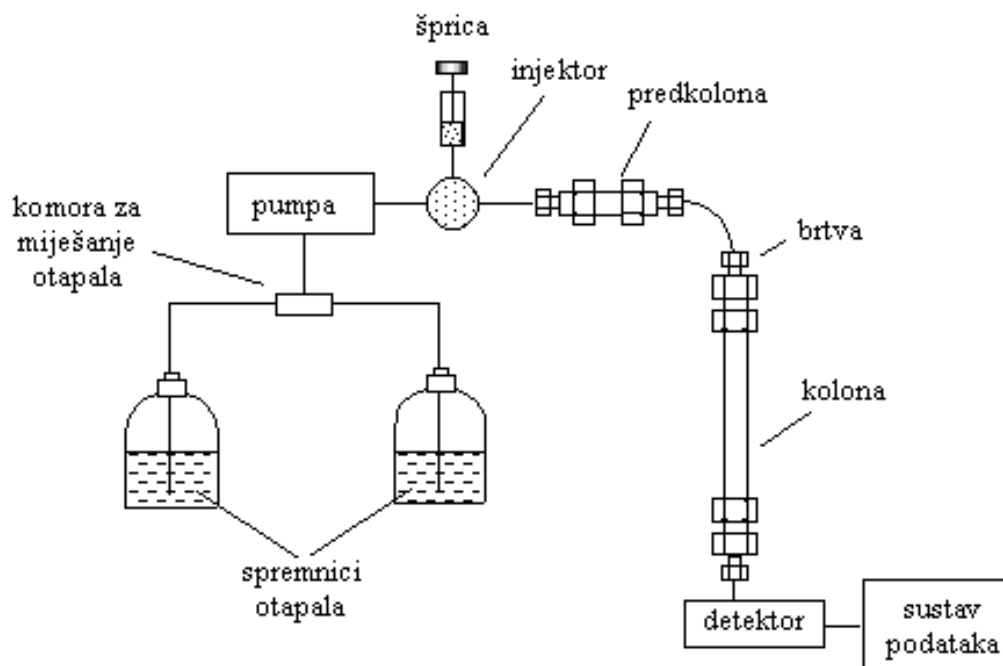 šprica
injektor
predkolona
pumpa
komora za
miješanje
otapala
brtva
kolona
spremnici
otapala
detektor
sustav
podataka